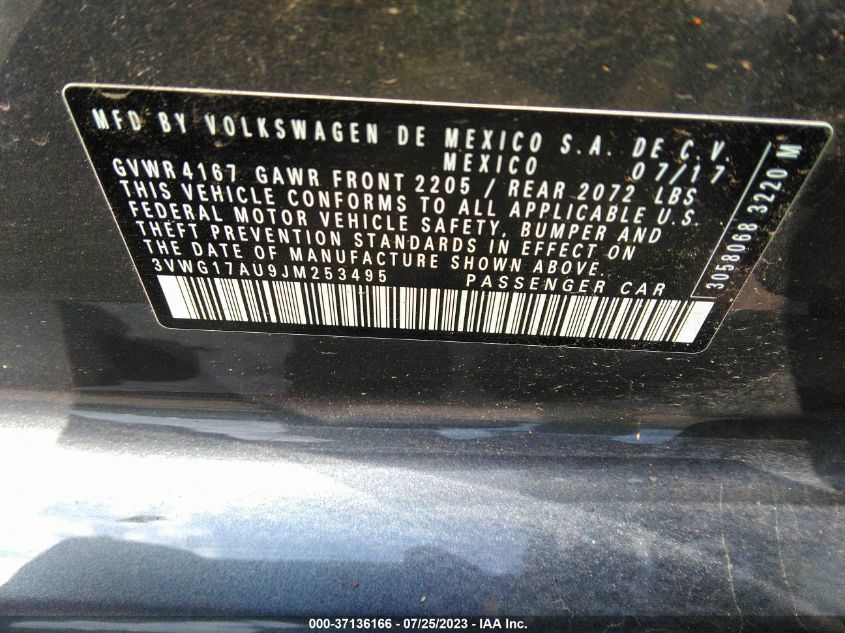 MFD BY VOLKSWAGEN DE MEXICO S.A. DE C.V.
MEXICO 07/17
GVWR 4167 GAWR FRONT 2205 / REAR 2072 LBS
THIS VEHICLE CONFORMS TO ALL APPLICABLE U.S.
FEDERAL MOTOR VEHICLE SAFETY, BUMPER AND
THEFT PREVENTION STANDARDS IN EFFECT ON
THE DATE OF MANUFACTURE SHOWN ABOVE.
3VWG17AU9JM253495 PASSENGER CAR
3058068 3220 M
000-37136166 - 07/25/2023 - IAA Inc.